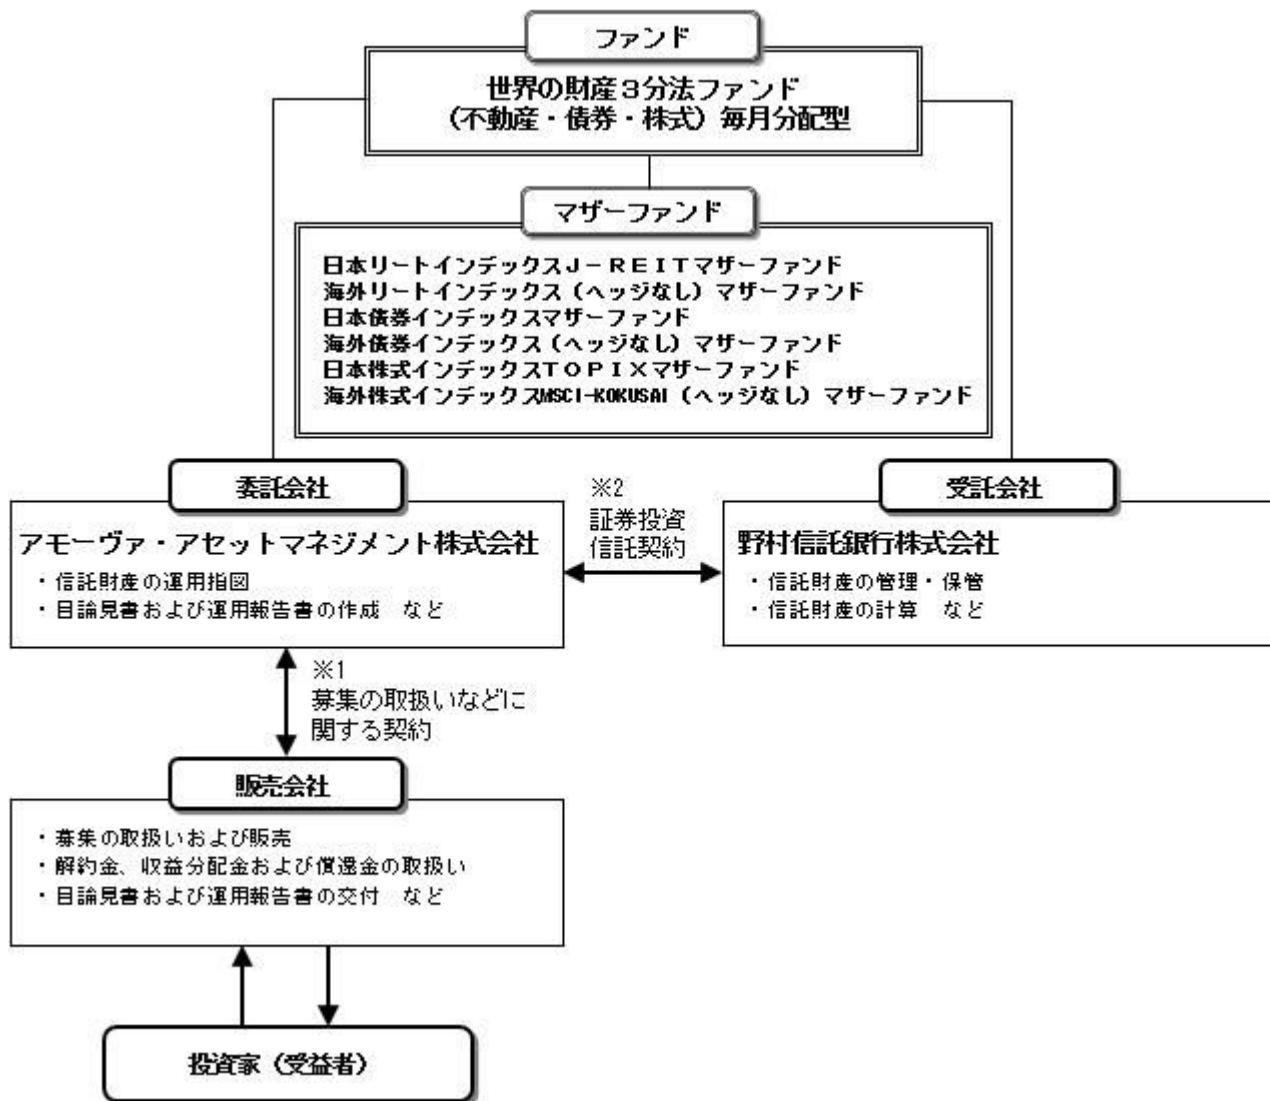 ファンド
世界の財産3分法ファンド
(不動産・債券・株式)毎月分配型
マザーファンド
日本リートインデックスJ-REITマザーファンド
海外リートインデックス(ヘッジなし)マザーファンド
日本債券インデックスマザーファンド
海外債券インデックス(ヘッジなし)マザーファンド
日本株式インデックスTOPIXマザーファンド
海外株式インデックスMSCI-KOKUSAI(ヘッジなし)マザーファンド
委託会社
アモーヴァ・アセットマネジメント株式会社
・信託財産の運用指図
・目論見書および運用報告書の作成 など
※2
証券投資
信託契約
受託会社
野村信託銀行株式会社
・信託財産の管理・保管
・信託財産の計算 など
※1
募集の取扱いなどに
関する契約
販売会社
・募集の取扱いおよび販売
・解約金、収益分配金および償還金の取扱い
・目論見書および運用報告書の交付 など
投資家(受益者)